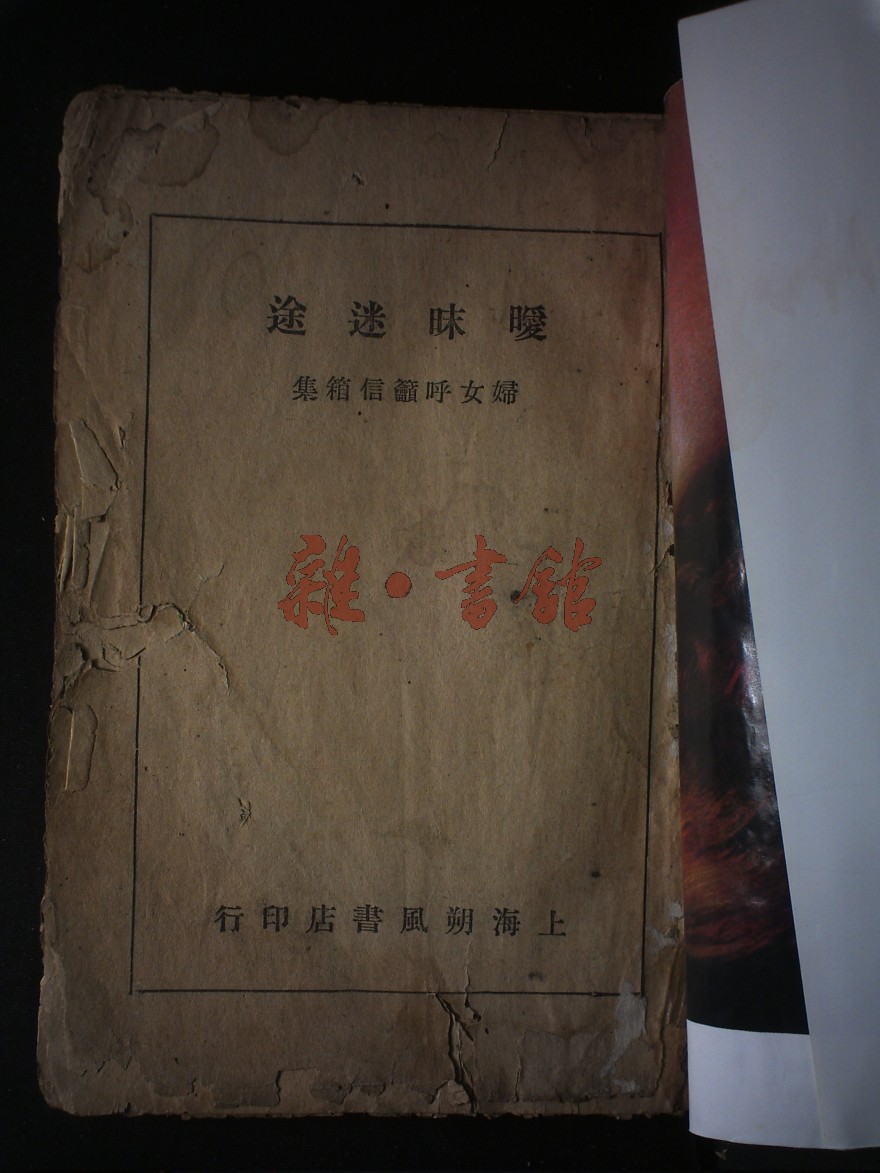 曖昧迷途
婦女呼籲信箱集
雜·書館
上海朔風書店印行